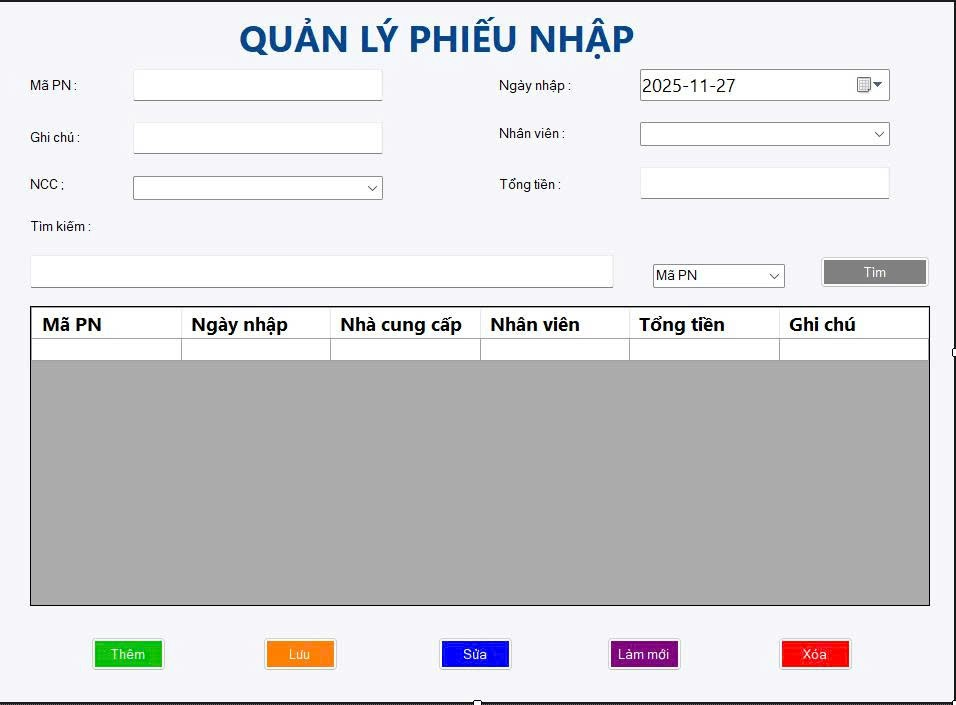 QUẢN LÝ PHIẾU NHẬP
Mã PN : Ngày nhập : 2025-11-27
Ghi chú : Nhân viên :
NCC ; Tổng tiền :
Tìm kiếm :
Mã PN Tìm
Mã PN Ngày nhập Nhà cung cấp Nhân viên Tổng tiền Ghi chú
Thêm Lưu Sửa Làm mới Xóa